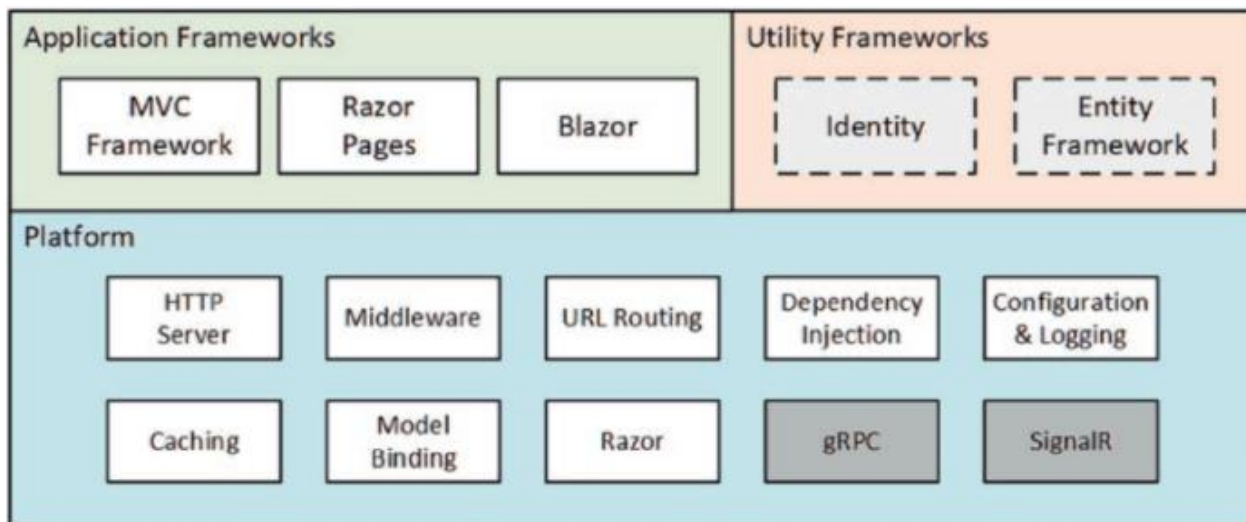 Application Frameworks
Utility Frameworks
MVC
Framework
Razor
Pages
Blazor
Identity
Entity
Framework
Platform
HTTP
Server
Middleware
URL Routing
Dependency
Injection
Configuration
& Logging
Caching
Model
Binding
Razor
gRPC
SignalR